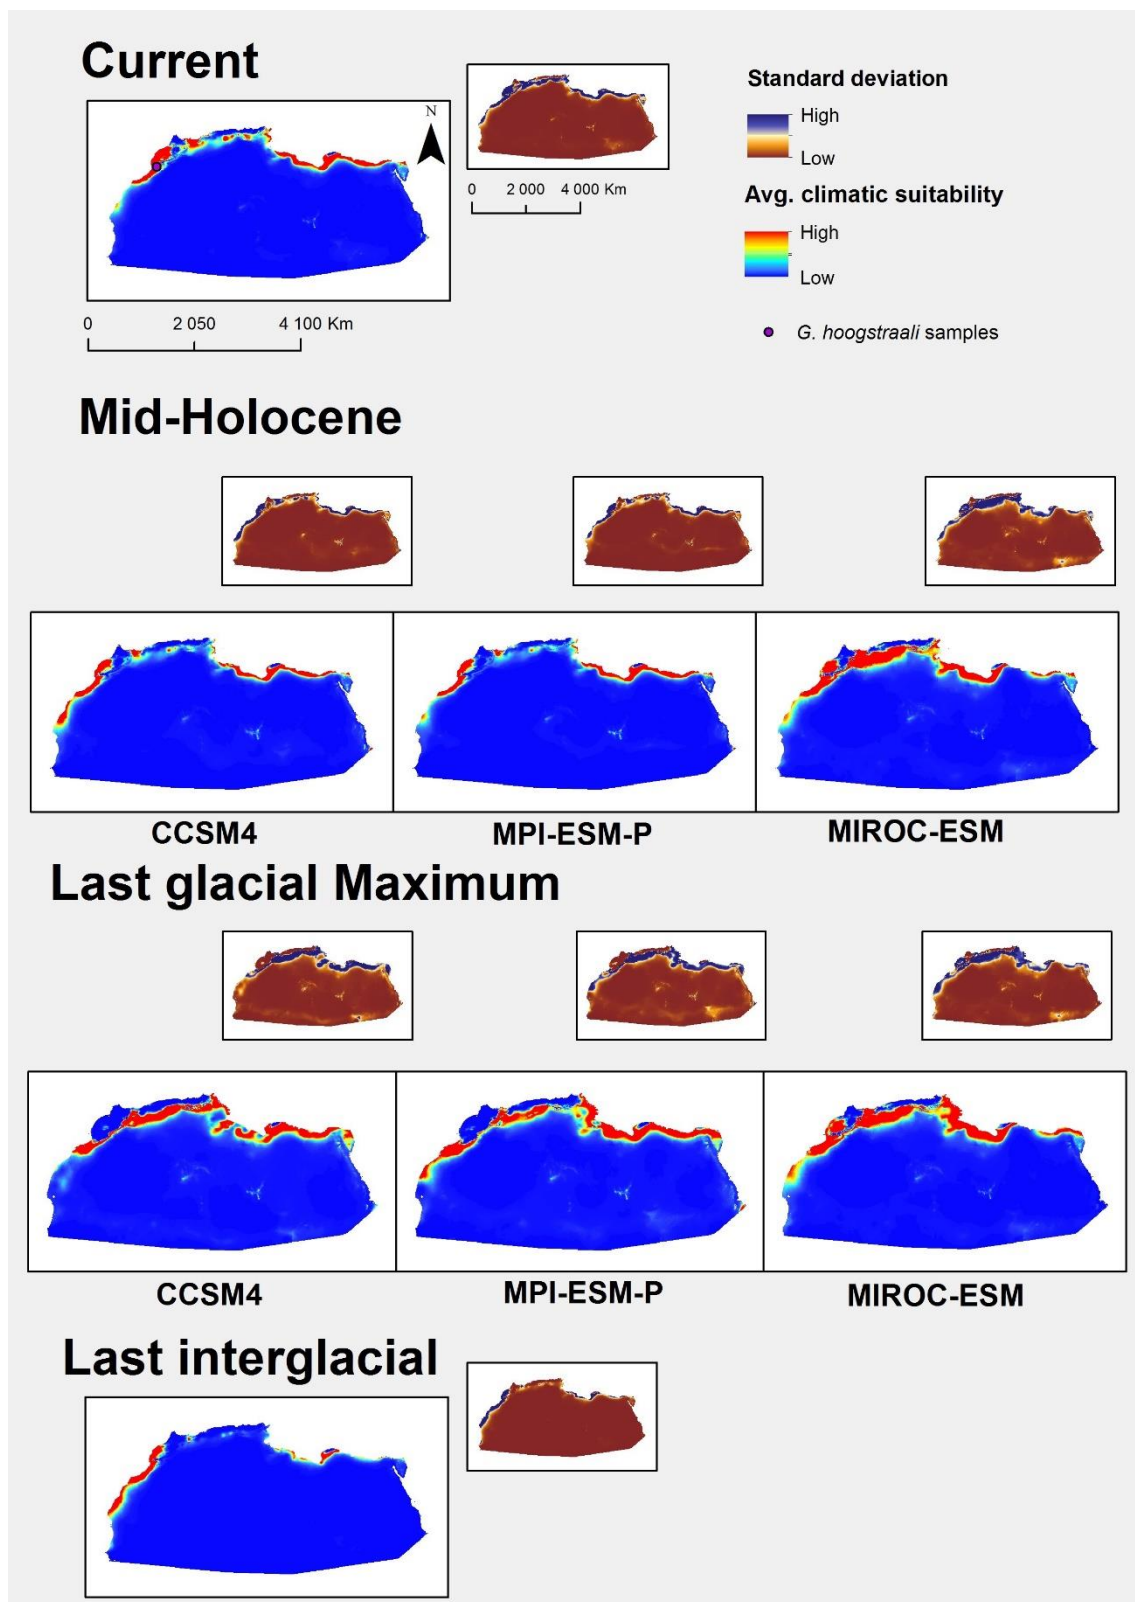 Current
N
0 2 050 4 100 Km
0 2 000 4 000 Km
Standard deviation
High
Low
Avg. climatic suitability
High
Low
G. hoogstraali samples
Mid-Holocene
CCSM4 MPI-ESM-P MIROC-ESM
Last glacial Maximum
CCSM4 MPI-ESM-P MIROC-ESM
Last interglacial